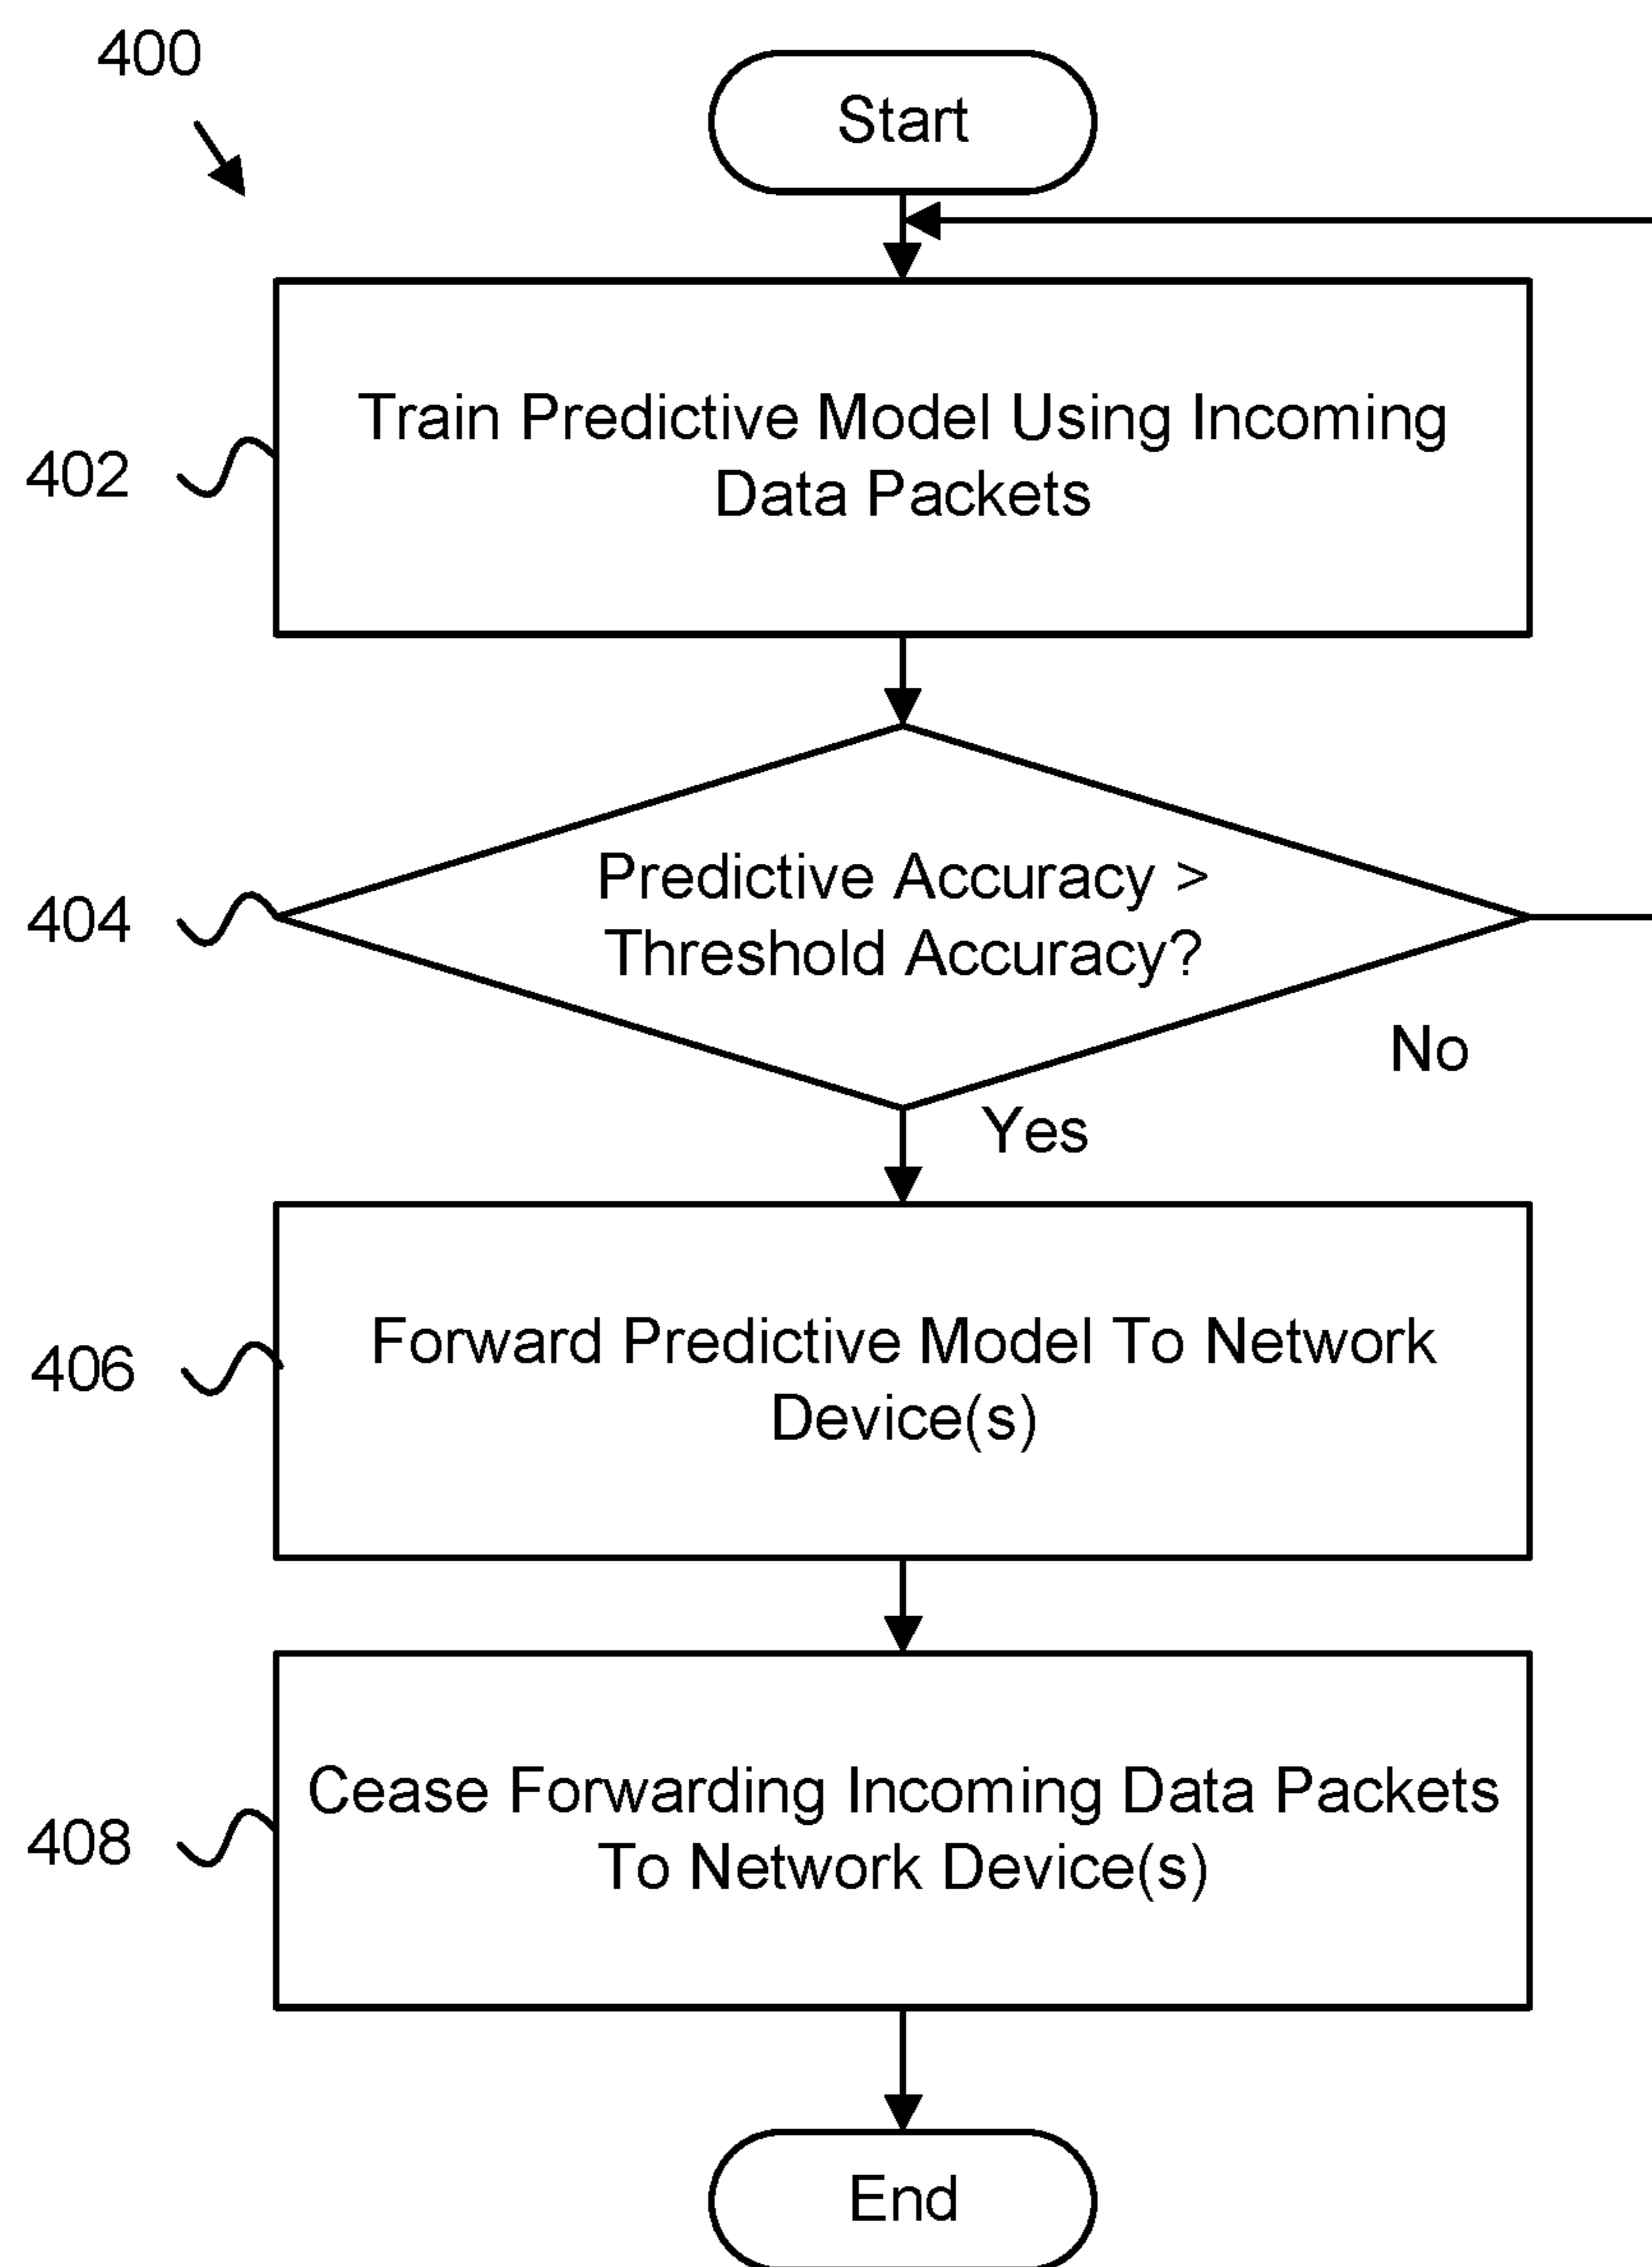 400
Start
402
Train Predictive Model Using Incoming
Data Packets
404
Predictive Accuracy >
Threshold Accuracy?
No
Yes
406
Forward Predictive Model To Network
Device(s)
408
Cease Forwarding Incoming Data Packets
To Network Device(s)
End